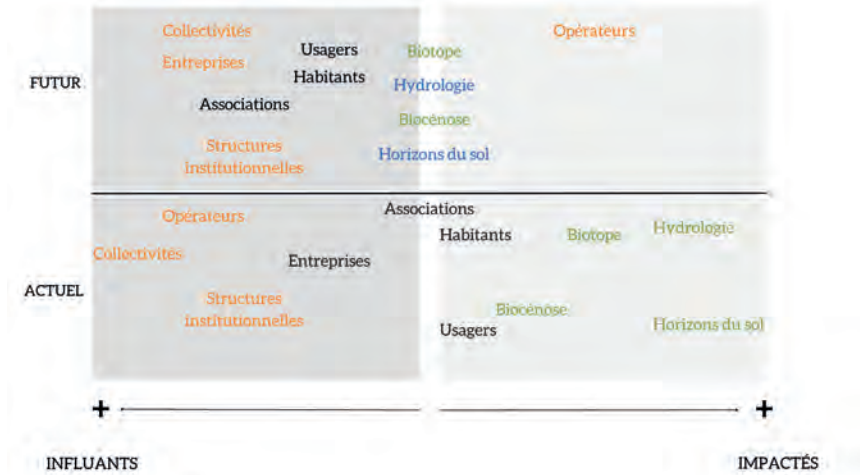 Collectivités
Opérateurs
Usagers
Biotope
Entreprises
Habitants
FUTUR
Hydrologie
Associations
Biocénose
Structures
institutionnelles
Horizons du sol
Associations
Opérateurs
Habitants
Biotope
Hydrologie
Collectivités
Entreprises
ACTUEL
Structures
institutionnelles
Biocénose
Usagers
Horizons du sol
+
+
INFLUANTS
IMPACTÉS